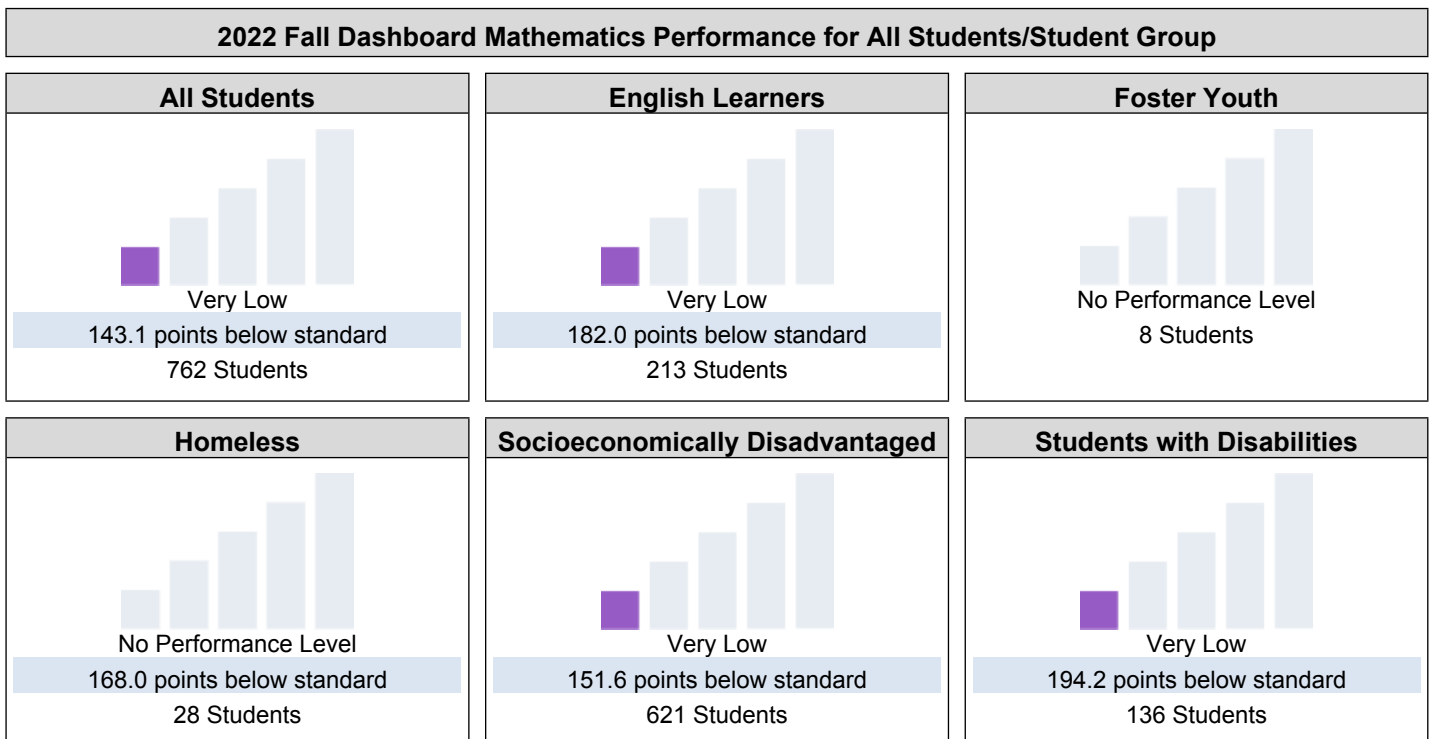 2022 Fall Dashboard Mathematics Performance for All Students/Student Group
All Students
Very Low
143.1 points below standard
762 Students
English Learners
Very Low
182.0 points below standard
213 Students
Foster Youth
No Performance Level
8 Students
Homeless
No Performance Level
168.0 points below standard
28 Students
Socioeconomically Disadvantaged
Very Low
151.6 points below standard
621 Students
Students with Disabilities
Very Low
194.2 points below standard
136 Students